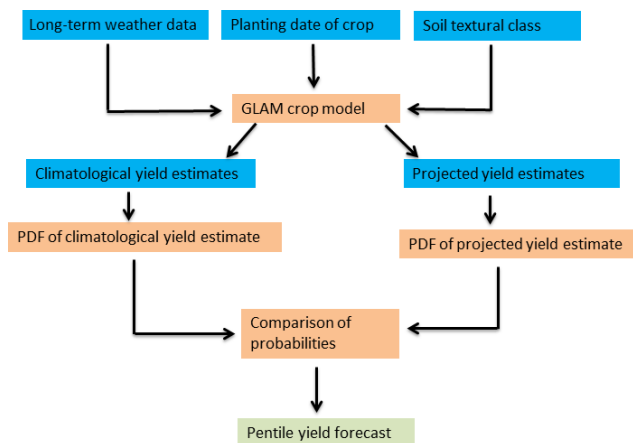 Long-term weather data
Planting date of crop
Soil textural class
GLAM crop model
Climatological yield estimates
Projected yield estimates
PDF of climatological yield estimate
PDF of projected yield estimate
Comparison of
probabilities
Pentile yield forecast